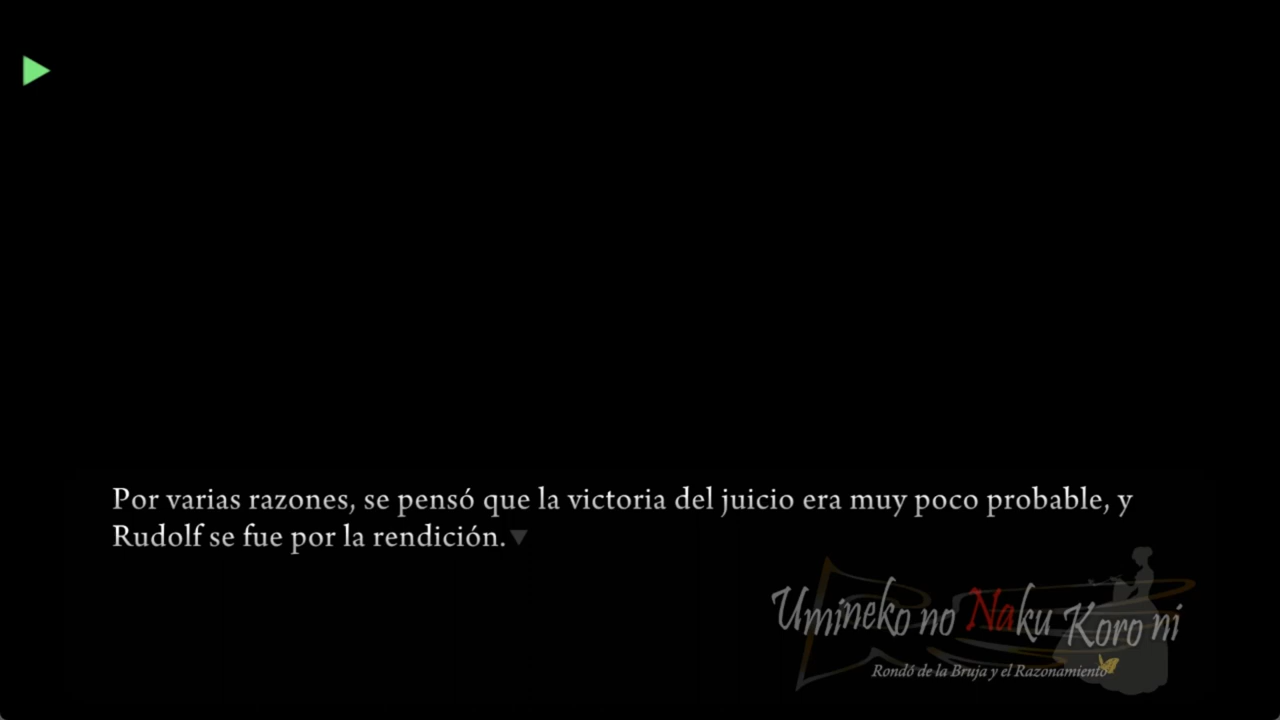 Por varias razones, se pensó que la victoria del juicio era muy poco probable, y
Rudolf se fue por la rendición.
Umineko no Naku Koro ni
Rondó de la Bruja y el Razonamiento